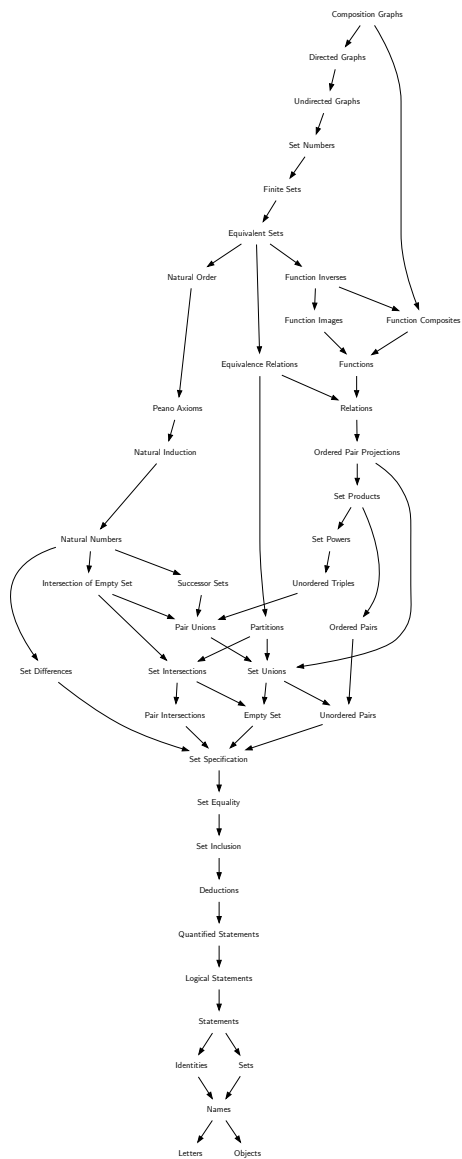 Composition Graphs
Directed Graphs
Undirected Graphs
Set Numbers
Finite Sets
Equivalent Sets
Natural Order
Function Inverses
Function Images
Function Composites
Equivalence Relations
Functions
Peano Axioms
Relations
Natural Induction
Ordered Pair Projections
Set Products
Natural Numbers
Set Powers
Intersection of Empty Set
Successor Sets
Unordered Triples
Pair Unions
Partitions
Ordered Pairs
Set Differences
Set Intersections
Set Unions
Pair Intersections
Empty Set
Unordered Pairs
Set Specification
Set Equality
Set Inclusion
Deductions
Quantified Statements
Logical Statements
Statements
Identities
Sets
Names
Letters
Objects